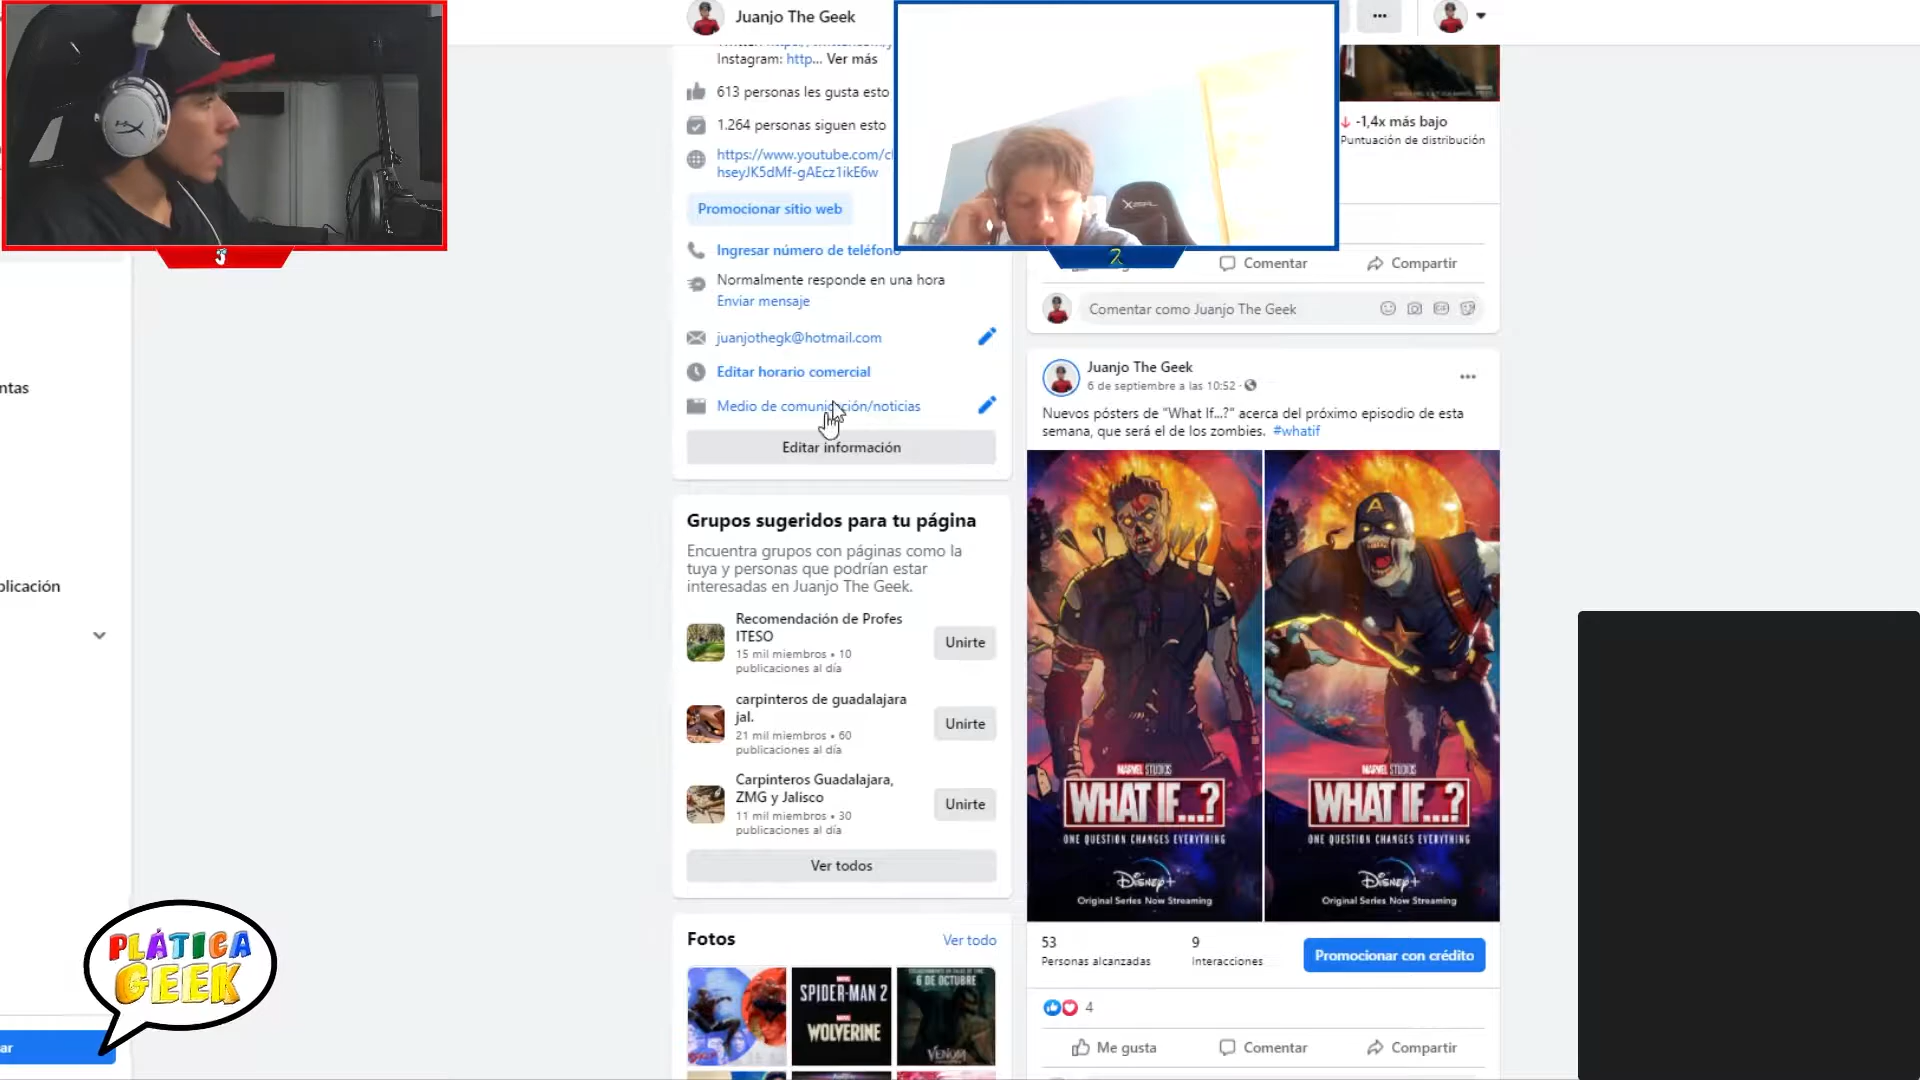 Juanjo The Geek
Instagram: http... Ver más
613 personas les gusta esto
1.264 personas siguen esto
https://www.youtube.com/c
hseyJK5dMf-gAEcz1ikE6w
Promocionar sitio web
Ingresar número de teléfono
Normalmente responde en una hora
Enviar mensaje
juanjothegk@hotmail.com
Editar horario comercial
Medio de comunicación/noticias
Editar información
Grupos sugeridos para tu página
Encuentra grupos con páginas como la
tuya y personas que podrían estar
interesadas en Juanjo The Geek.
Recomendación de Profes
ITESO
15 mil miembros • 10
publicaciones al día
Unirte
carpinteros de guadalajara
jal.
21 mil miembros • 60
publicaciones al día
Unirte
Carpinteros Guadalajara,
ZMG y Jalisco
11 mil miembros • 30
publicaciones al día
Unirte
Ver todos
Fotos
Ver todo
MARVEL
SPIDER-MAN 2
MARVEL
WOLVERINE
6 DE OCTUBRE
VENOM
-1,4x más bajo
Puntuación de distribución
Comentar
Compartir
Comentar como Juanjo The Geek
Juanjo The Geek
6 de septiembre a las 10:52 ·
Nuevos pósters de "What If...?" acerca del próximo episodio de esta
semana, que será el de los zombies. #whatif
A
MARVEL STUDIOS
WHAT IF...?
ONE QUESTION CHANGES EVERYTHING
Disney+
Original Series Now Streaming
MARVEL STUDIOS
WHAT IF...?
ONE QUESTION CHANGES EVERYTHING
Disney+
Original Series Now Streaming
53
Personas alcanzadas
9
Interacciones
Promocionar con crédito
4
Me gusta
Comentar
Compartir
ntas
blicación
ar
PLÁTICA
GEEK